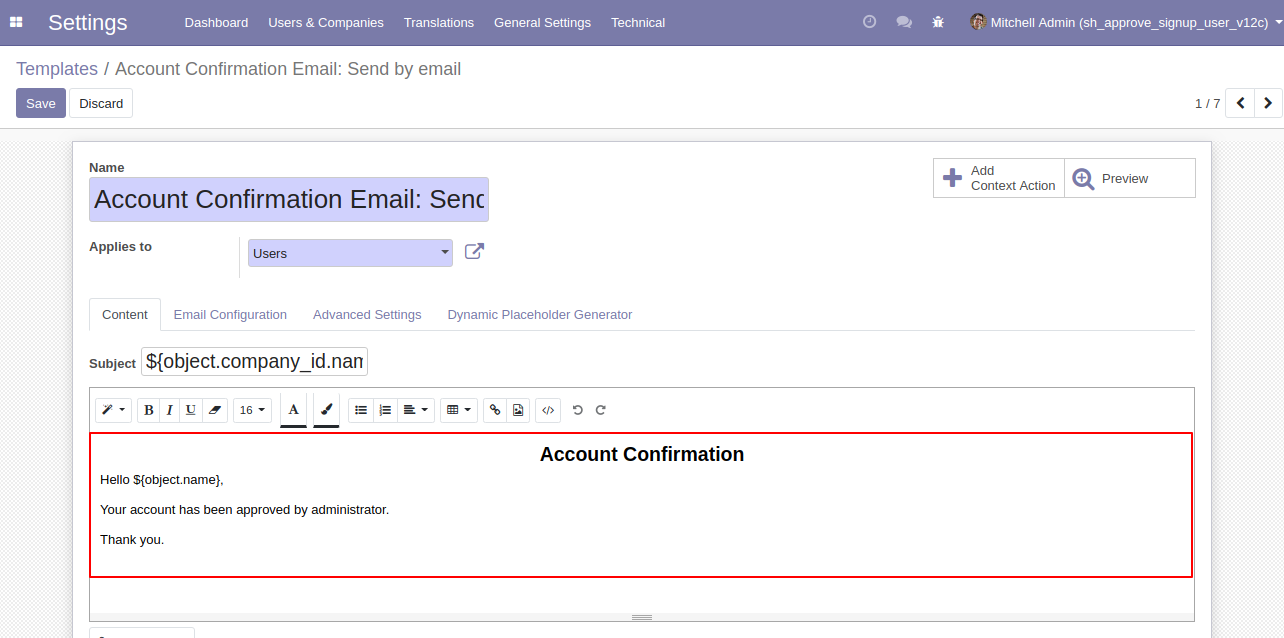 Settings Dashboard Users & Companies Translations General Settings Technical Mitchell Admin (sh_approve_signup_user_v12c)
Templates / Account Confirmation Email: Send by email
Save Discard 1 / 7
Name
Add
Context Action
Preview
Account Confirmation Email: Send
Applies to
Users
Content Email Configuration Advanced Settings Dynamic Placeholder Generator
Subject ${object.company_id.nam
B I U 16 A </>
Account Confirmation
Hello ${object.name},
Your account has been approved by administrator.
Thank you.